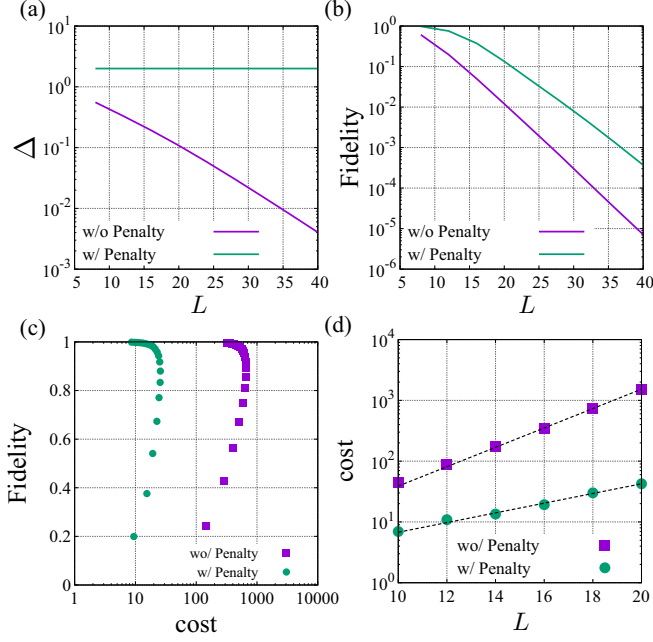 (a)
10^1
10^0
10^-1
10^-2
10^-3
Δ
w/o Penalty
w/ Penalty
5 10 15 20 25 30 35 40
L
(b)
10^0
10^-1
10^-2
10^-3
10^-4
10^-5
10^-6
Fidelity
w/o Penalty
w/ Penalty
5 10 15 20 25 30 35 40
L
(c)
1
0.8
0.6
0.4
0.2
0
Fidelity
wo/ Penalty
w/ Penalty
1 10 100 1000 10000
cost
(d)
10^4
10^3
10^2
10^1
10^0
cost
wo/ Penalty
w/ Penalty
10 12 14 16 18 20
L